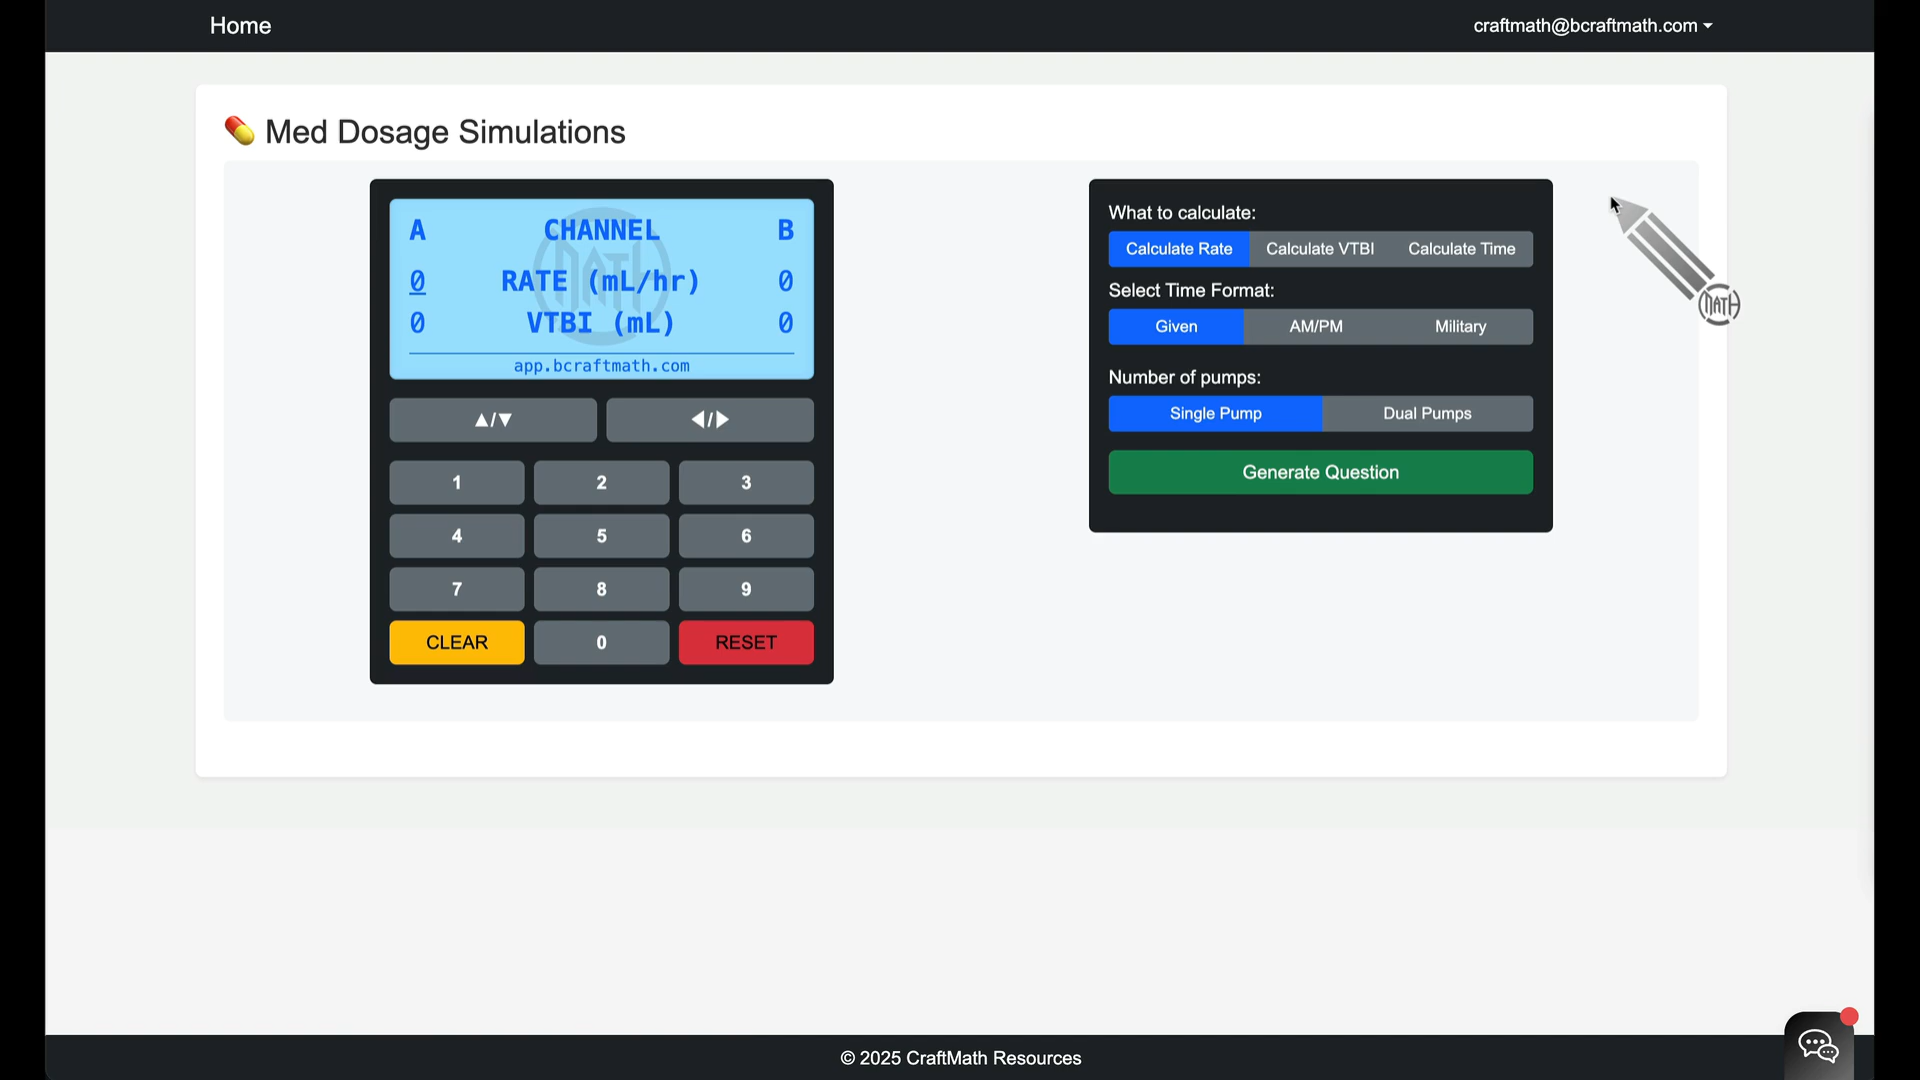 Home
craftmath@bcraftmath.com
Med Dosage Simulations
A CHANNEL B
0 RATE (mL/hr) 0
0 VTBI (mL) 0
app.bcraftmath.com
▲/▼ ◀/▶
1 2 3
4 5 6
7 8 9
CLEAR 0 RESET
What to calculate:
Calculate Rate Calculate VTBI Calculate Time
Select Time Format:
Given AM/PM Military
Number of pumps:
Single Pump Dual Pumps
Generate Question
MATH
© 2025 CraftMath Resources